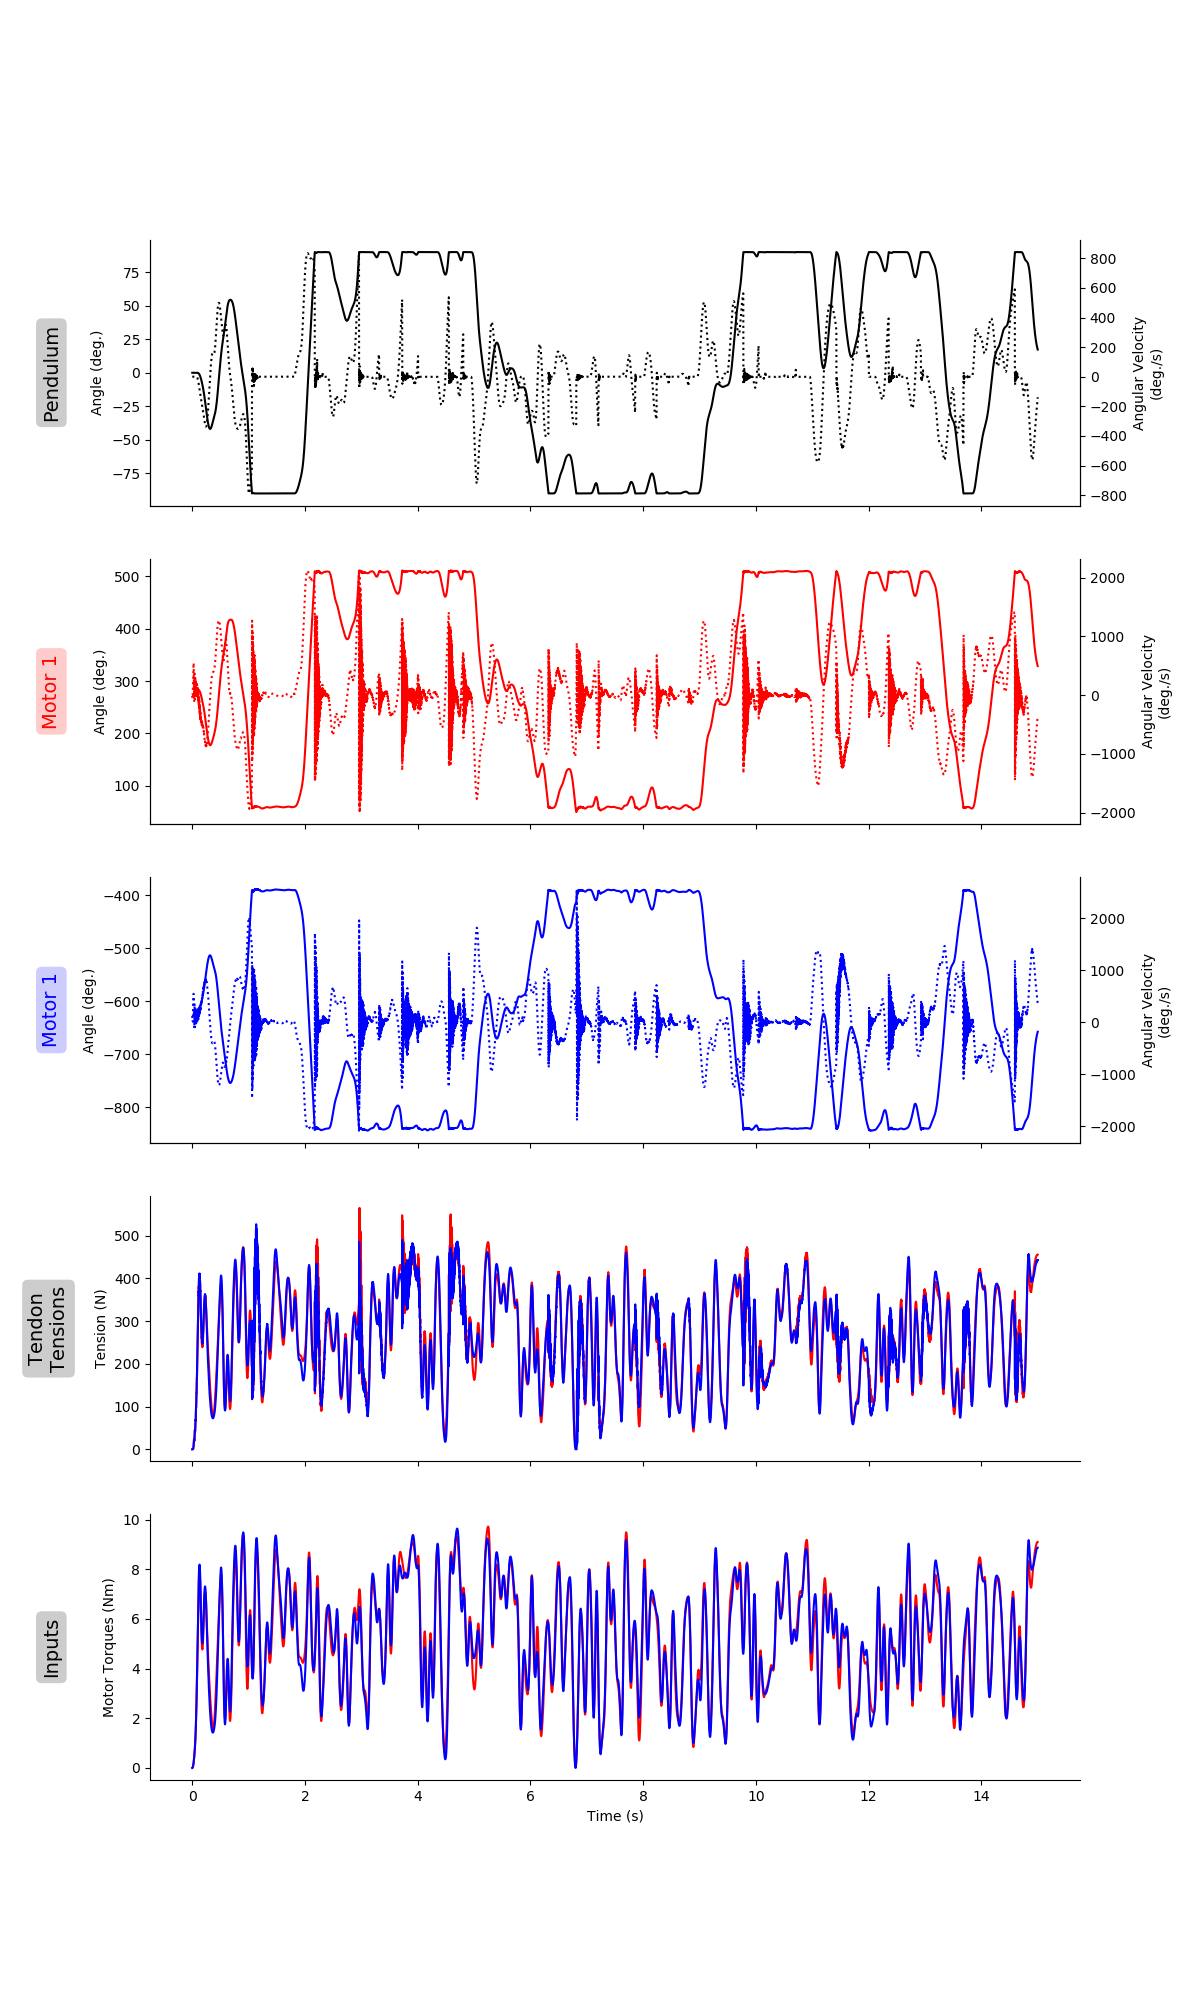 Pendulum
Angle (deg.)
75
50
25
0
−25
−50
−75
800
600
400
200
0
−200
−400
−600
−800
Angular Velocity
(deg./s)
Motor 1
Angle (deg.)
500
400
300
200
100
2000
1000
0
−1000
−2000
Angular Velocity
(deg./s)
Motor 1
Angle (deg.)
−400
−500
−600
−700
−800
2000
1000
0
−1000
−2000
Angular Velocity
(deg./s)
Tendon
Tensions
Tension (N)
500
400
300
200
100
0
Inputs
Motor Torques (Nm)
10
8
6
4
2
0
0 2 4 6 8 10 12 14
Time (s)